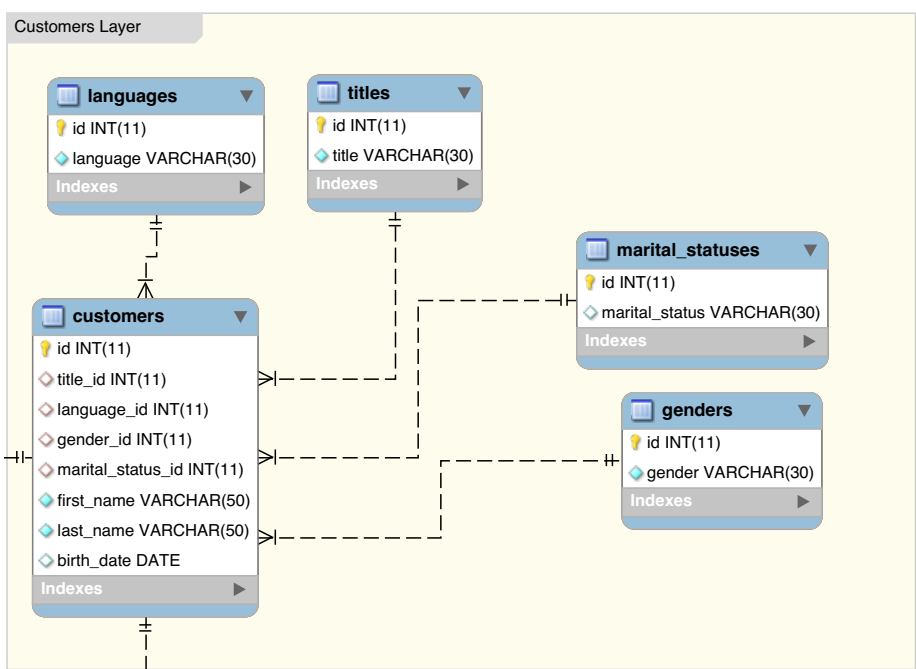 Customers Layer
languages
id INT(11)
language VARCHAR(30)
Indexes
titles
id INT(11)
title VARCHAR(30)
Indexes
marital_statuses
id INT(11)
marital_status VARCHAR(30)
Indexes
customers
id INT(11)
title_id INT(11)
language_id INT(11)
gender_id INT(11)
marital_status_id INT(11)
first_name VARCHAR(50)
last_name VARCHAR(50)
birth_date DATE
Indexes
genders
id INT(11)
gender VARCHAR(30)
Indexes